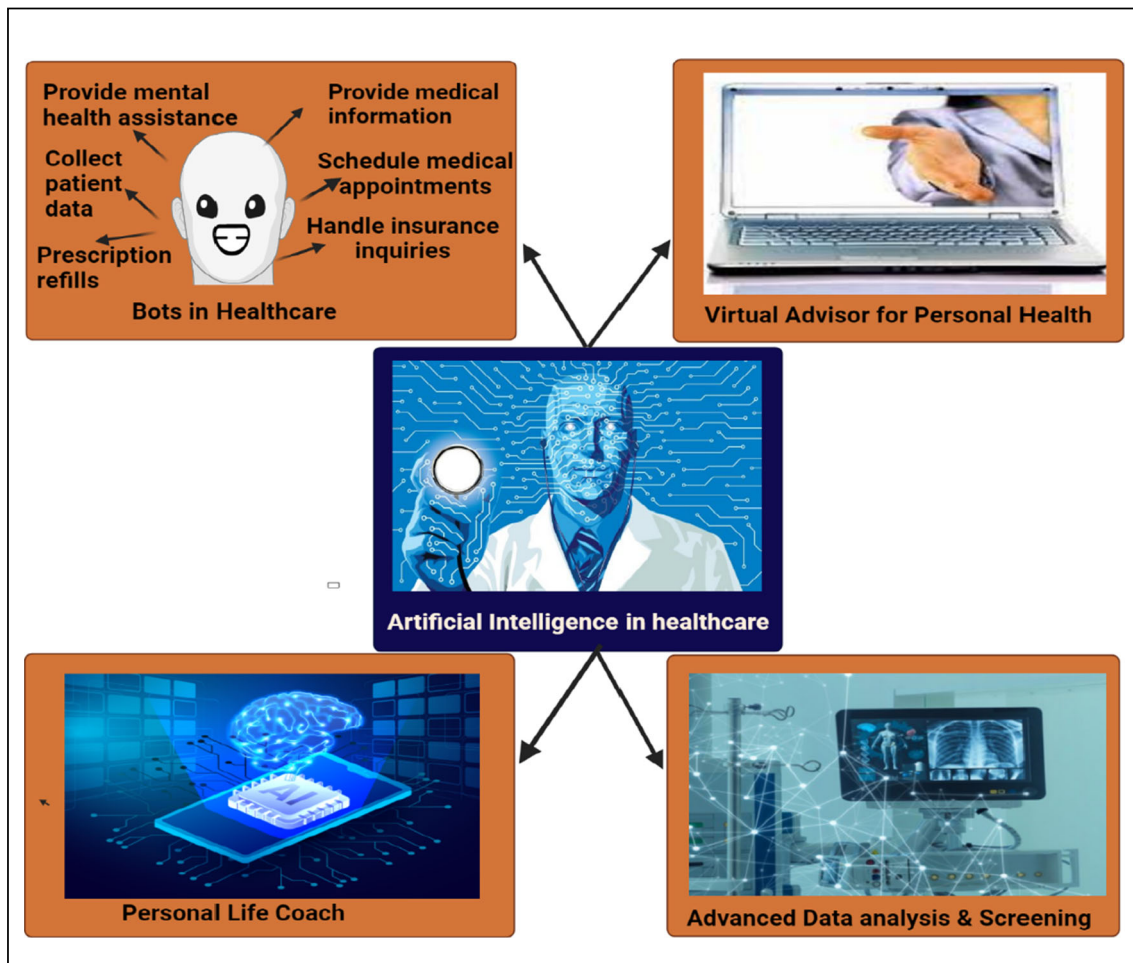 Provide mental
health assistance
Collect
patient
data
Prescription
refills
Provide medical
information
Schedule medical
appointments
Handle insurance
inquiries
Bots in Healthcare
Virtual Advisor for Personal Health
Artificial Intelligence in healthcare
AI
Personal Life Coach
Advanced Data analysis & Screening